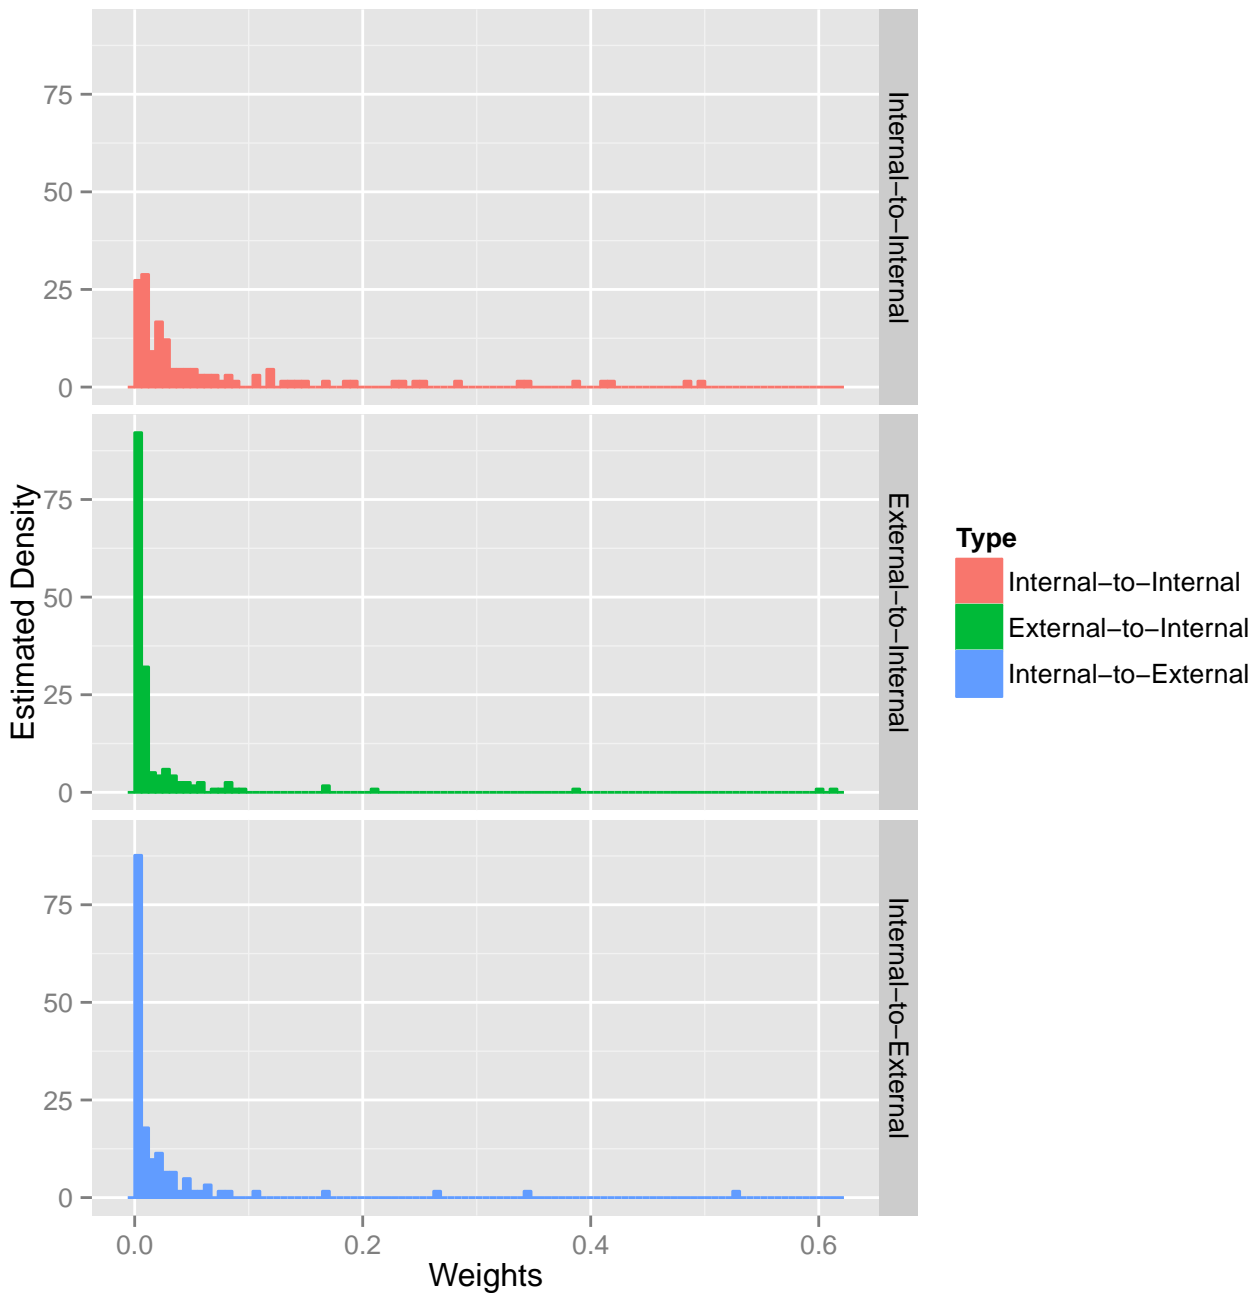 75
50
25
0
Internal−to−Internal
75
50
25
0
External−to−Internal
75
50
25
0
Internal−to−External
Estimated Density
0.0
0.2
0.4
0.6
Weights
Type
Internal−to−Internal
External−to−Internal
Internal−to−External